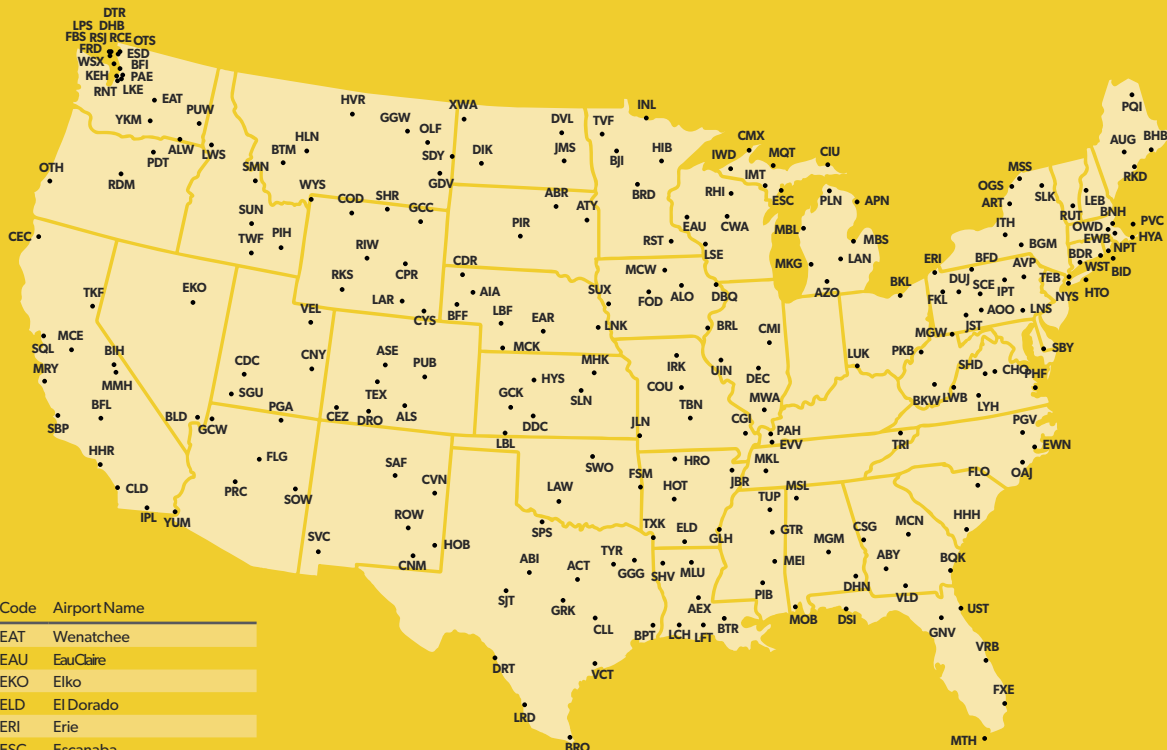 DTR
LPS DHB
FBS RSJ RCE OTS
FRD ESD
WSX BFI
KEH PAE
RNT LKE
EAT
YKM PUW
ALW LWS
PDT
OTH
RDM
CEC
HVR
GGW
OLF
HLN
BTM
SDY
SMN
GDV
WYS
COD SHR
GCC
SUN
TWF PIH
RIW
CPR
RKS
LAR
CYS
XWA
DVL
JMS
DIK
ABR
ATY
PIR
TVF
INL
BJI
HIB
BRD
RST
CMX
IWD MQT CIU
IMT
RHI
ESC
PLN APN
EAU CWA
MBL
MBS
LSE
MKG
LAN
AZO
MSS
OGS
ART
SLK
RUT
LEB
PQI
AUG
BHB
RKD
BNH
PVC
OWD
EWB
HYA
NPT
BDR
WST BID
ITH
BGM
ERI BFD
AVP
TEB
NYS HTO
BKL
DUJ SCE
FKL IPT
AOO LNS
JST
MGW
PKB
LUK
SBY
SHD
CHO
PHF
BKW LWB
LYH
PGV
EWN
OAJ
TRI
FLO
TKF
EKO
VEL
SQL MCE
MRY
BIH
MMH
BFL
SBP
HHR
CLD
IPL YUM
CDC
CNY
SGU
BLD
GCW
PGA
FLG
PRC
SOW
ASE
PUB
TEX
CEZ DRO ALS
CDR
AIA
BFF
LBF
EAR
MCK
SUX
LNK
MCW
FOD ALO DBQ
BRL
CMI
IRK
UIN
DEC
MHK
HYS
SLN
GCK
DDC
LBL
COU
TBN
JLN
MWA
CGI
PAH
EVV
MKL
SAF
CVN
SVC
ROW
HOB
CNM
SWO
LAW
SPS
FSM
HRO
HOT
JBR
TUP
MSL
TXK
ELD
GLH
GTR
MEI
MGM
CSG
MCN
HHH
ABY
BQK
DHN
VLD
ABI
ACT
TYR
GGG
SHV MLU
SJT
GRK
CLL
AEX
PIB
BPT
LCH LFT BTR
MOB DSI
UST
GNV
VRB
FXE
MTH
DRT
VCT
LRD
BRO
Code Airport Name
EAT Wenatchee
EAU Eau Claire
EKO Elko
ELD El Dorado
ERI Erie
ESC Escanaba